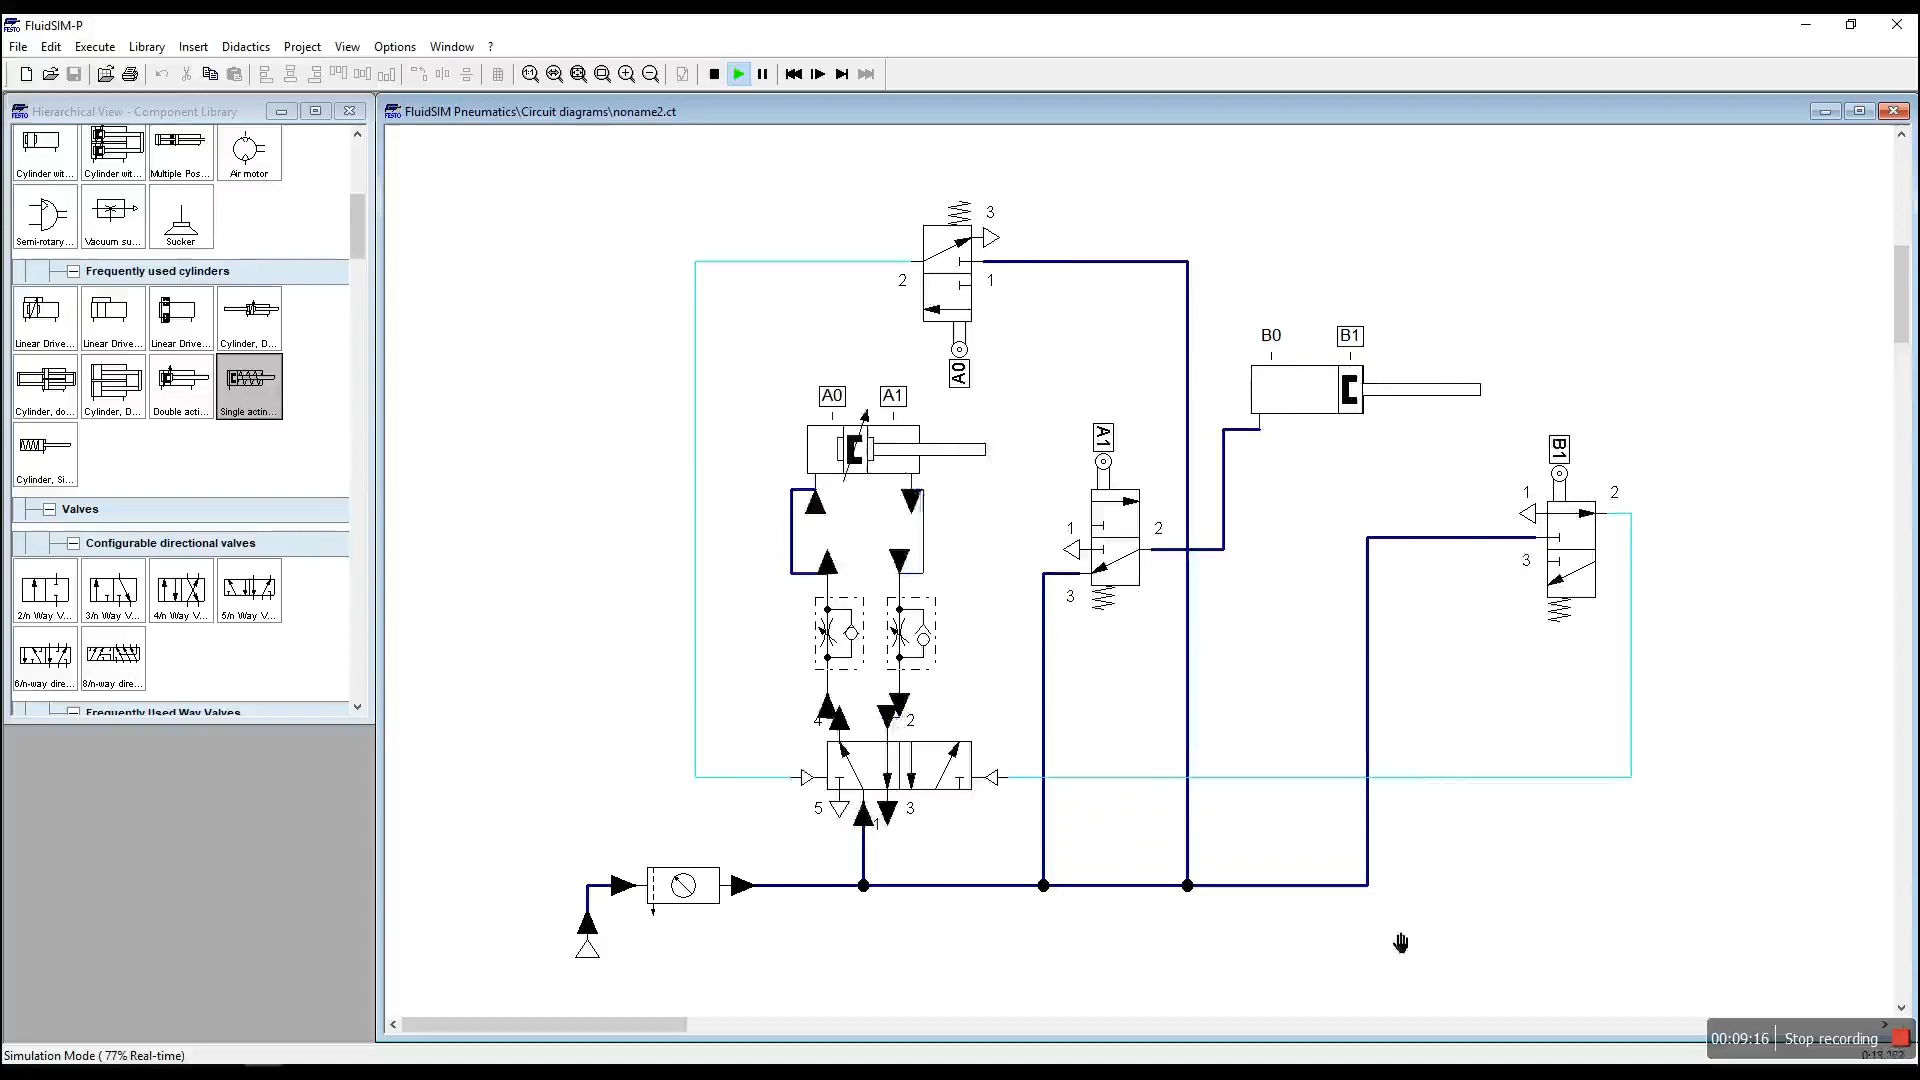 FluidSIM-P
File Edit Execute Library Insert Didactics Project View Options Window ?
Hierarchical View - Component Library
Cylinder wit... Cylinder wit... Multiple Pos... Air motor
Semi-rotary... Vacuum su... Sucker
Frequently used cylinders
Linear Drive... Linear Drive... Linear Drive... Cylinder, D...
Cylinder, do... Cylinder, D... Double acti... Single actin...
Cylinder, Si...
Valves
Configurable directional valves
2/n Way V... 3/n Way V... 4/n Way V... 5/n Way V...
6/n-way dire... 8/n-way dire...
Frequently Used Way Valves
FluidSIM Pneumatics\Circuit diagrams\noname2.ct
3
2 1
A0
B0 B1
A0 A1
A1
B1
1 2
1 2
3
3
4 2
5 3
1
Simulation Mode ( 77% Real-time)
00:09:16 Stop recording